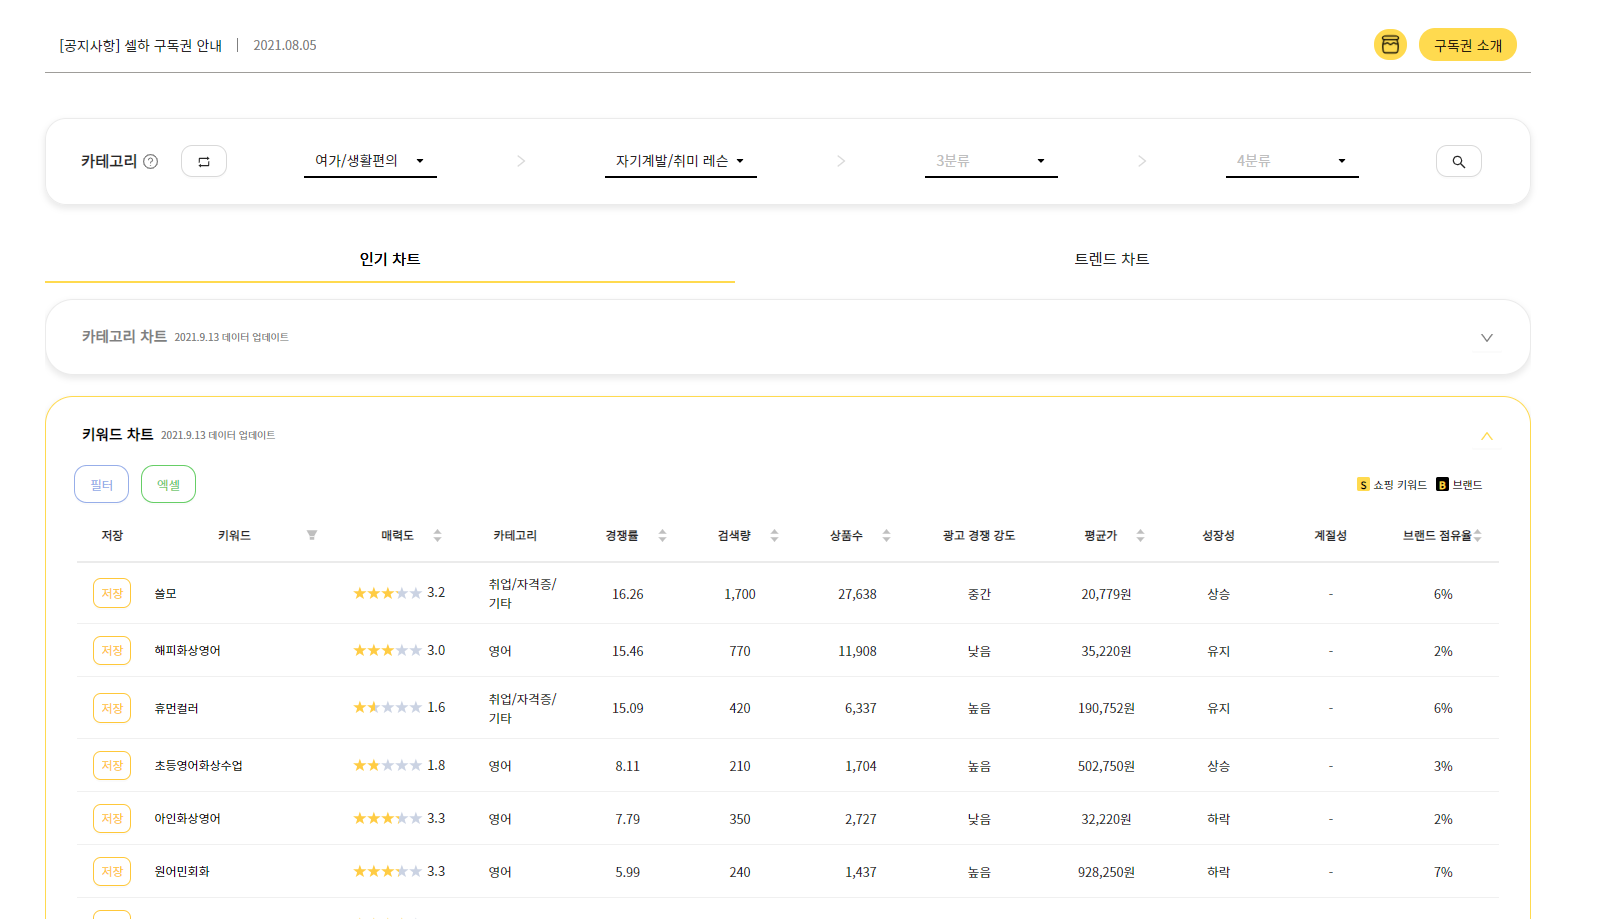 [공지사항] 셀하 구독권 안내 | 2021.08.05
구독권 소개
카테고리 ? 여가/생활편의 > 자기계발/취미 레슨 > 3분류 > 4분류
인기 차트 트렌드 차트
카테고리 차트 2021.9.13 데이터 업데이트
키워드 차트 2021.9.13 데이터 업데이트
필터 엑셀 S 쇼핑 키워드 B 브랜드
저장 키워드 매력도 카테고리 경쟁률 검색량 상품수 광고 경쟁 강도 평균가 성장성 계절성 브랜드 점유율
저장 쓸모 3.2 취업/자격증/
기타 16.26 1,700 27,638 중간 20,779원 상승 - 6%
저장 해피화상영어 3.0 영어 15.46 770 11,908 낮음 35,220원 유지 - 2%
저장 휴먼컬러 1.6 취업/자격증/
기타 15.09 420 6,337 높음 190,752원 유지 - 6%
저장 초등영어화상수업 1.8 영어 8.11 210 1,704 높음 502,750원 상승 - 3%
저장 아인화상영어 3.3 영어 7.79 350 2,727 낮음 32,220원 하락 - 2%
저장 원어민회화 3.3 영어 5.99 240 1,437 높음 928,250원 하락 - 7%